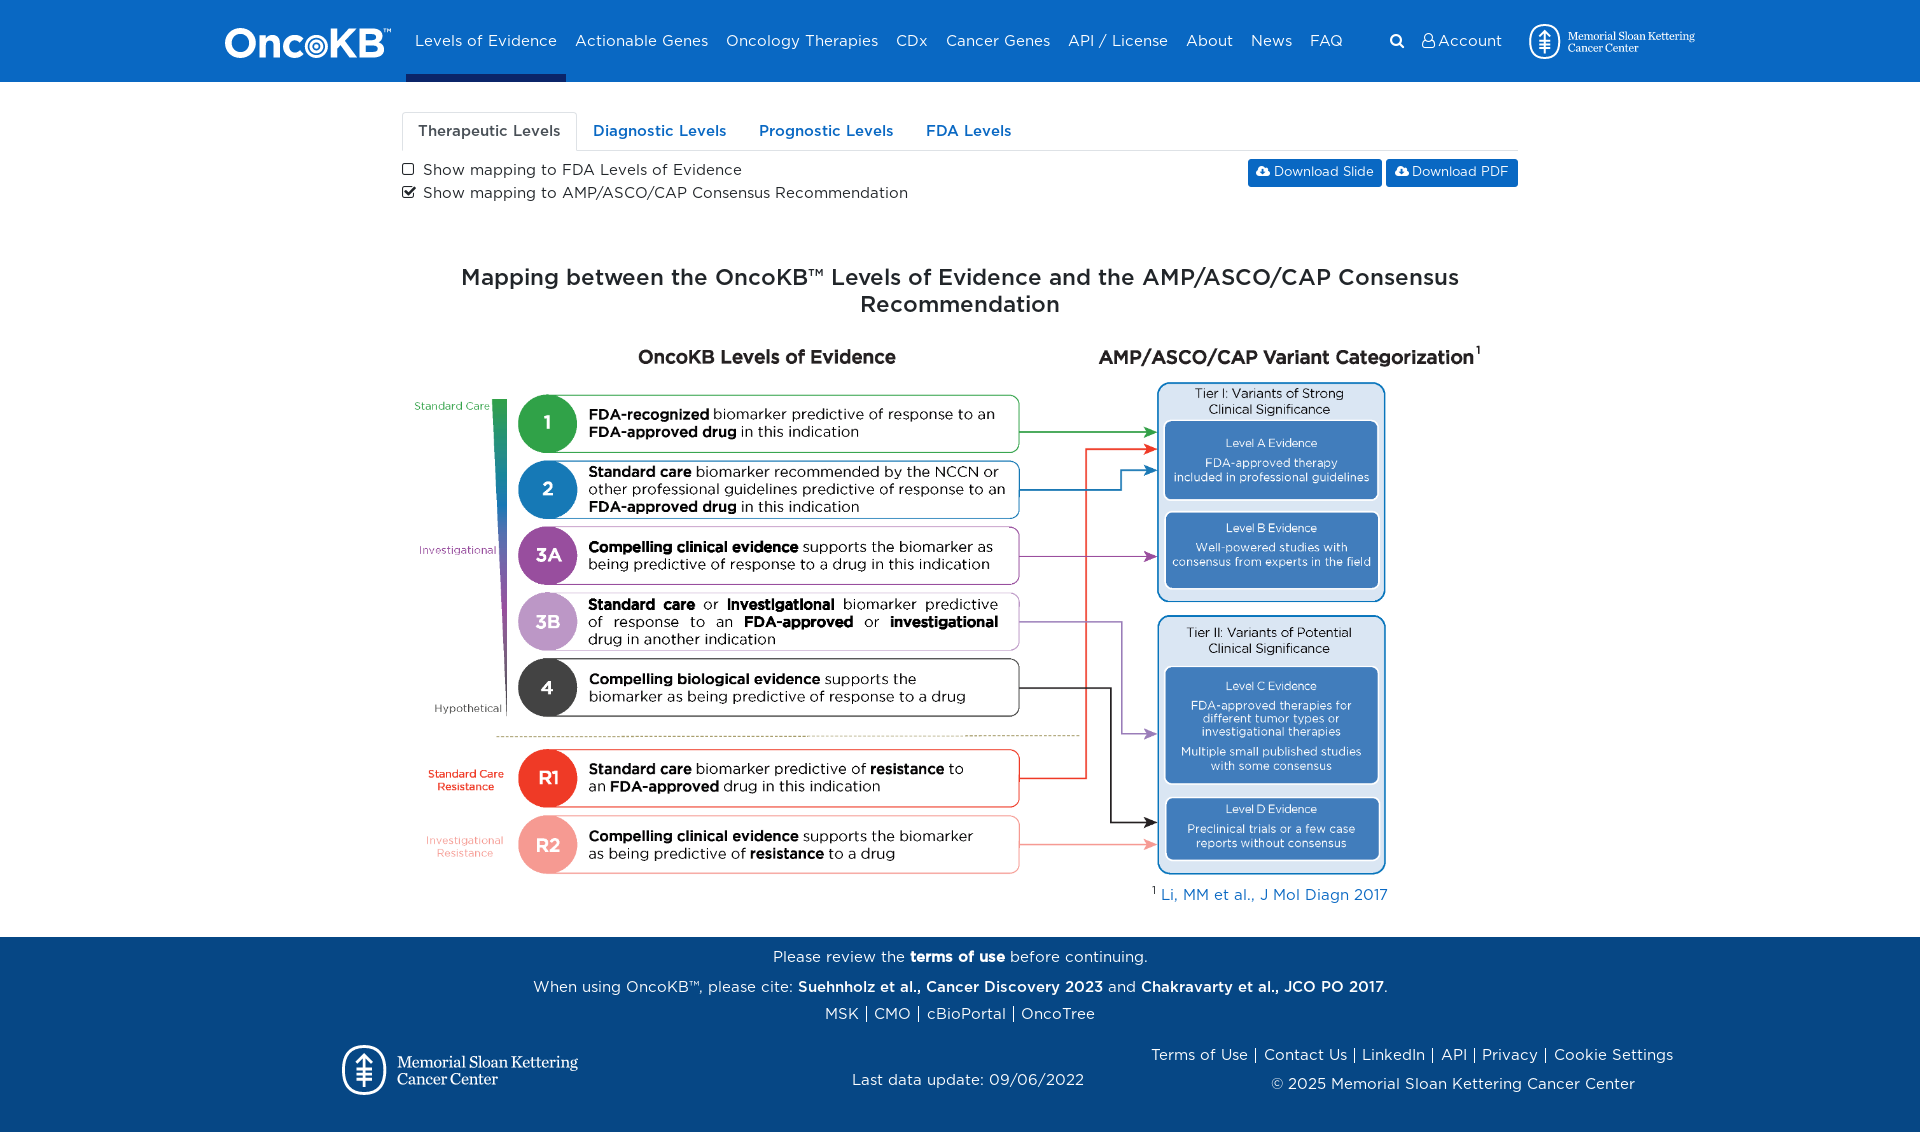 OncoKB™
Levels of Evidence
Actionable Genes
Oncology Therapies
CDx
Cancer Genes
API / License
About
News
FAQ
Account
Memorial Sloan Kettering
Cancer Center
Therapeutic Levels
Diagnostic Levels
Prognostic Levels
FDA Levels
Show mapping to FDA Levels of Evidence
Show mapping to AMP/ASCO/CAP Consensus Recommendation
Download Slide
Download PDF
Mapping between the OncoKB™ Levels of Evidence and the AMP/ASCO/CAP Consensus
Recommendation
OncoKB Levels of Evidence
Standard Care
Investigational
Hypothetical
1
FDA-recognized biomarker predictive of response to an
FDA-approved drug in this indication
2
Standard care biomarker recommended by the NCCN or
other professional guidelines predictive of response to an
FDA-approved drug in this indication
3A
Compelling clinical evidence supports the biomarker as
being predictive of response to a drug in this indication
3B
Standard care or investigational biomarker predictive
of response to an FDA-approved or investigational
drug in another indication
4
Compelling biological evidence supports the
biomarker as being predictive of response to a drug
Standard Care
Resistance
R1
Standard care biomarker predictive of resistance to
an FDA-approved drug in this indication
Investigational
Resistance
R2
Compelling clinical evidence supports the biomarker
as being predictive of resistance to a drug
AMP/ASCO/CAP Variant Categorization 1
Tier I: Variants of Strong
Clinical Significance
Level A Evidence
FDA-approved therapy
included in professional guidelines
Level B Evidence
Well-powered studies with
consensus from experts in the field
Tier II: Variants of Potential
Clinical Significance
Level C Evidence
FDA-approved therapies for
different tumor types or
investigational therapies
Multiple small published studies
with some consensus
Level D Evidence
Preclinical trials or a few case
reports without consensus
1 Li, MM et al., J Mol Diagn 2017
Please review the terms of use before continuing.
When using OncoKB™, please cite: Suehnholz et al., Cancer Discovery 2023 and Chakravarty et al., JCO PO 2017.
MSK | CMO | cBioPortal | OncoTree
Memorial Sloan Kettering
Cancer Center
Last data update: 09/06/2022
Terms of Use | Contact Us | LinkedIn | API | Privacy | Cookie Settings
© 2025 Memorial Sloan Kettering Cancer Center